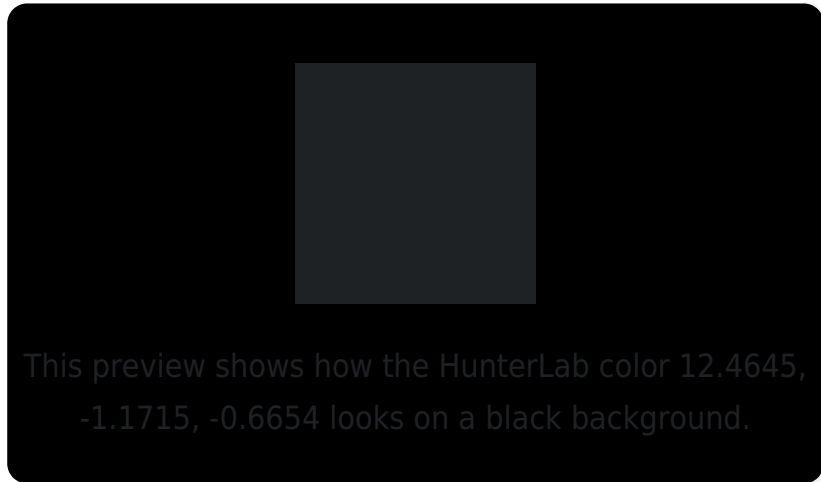 This preview shows how the HunterLab color 12.4645,
-1.1715, -0.6654 looks on a black background.